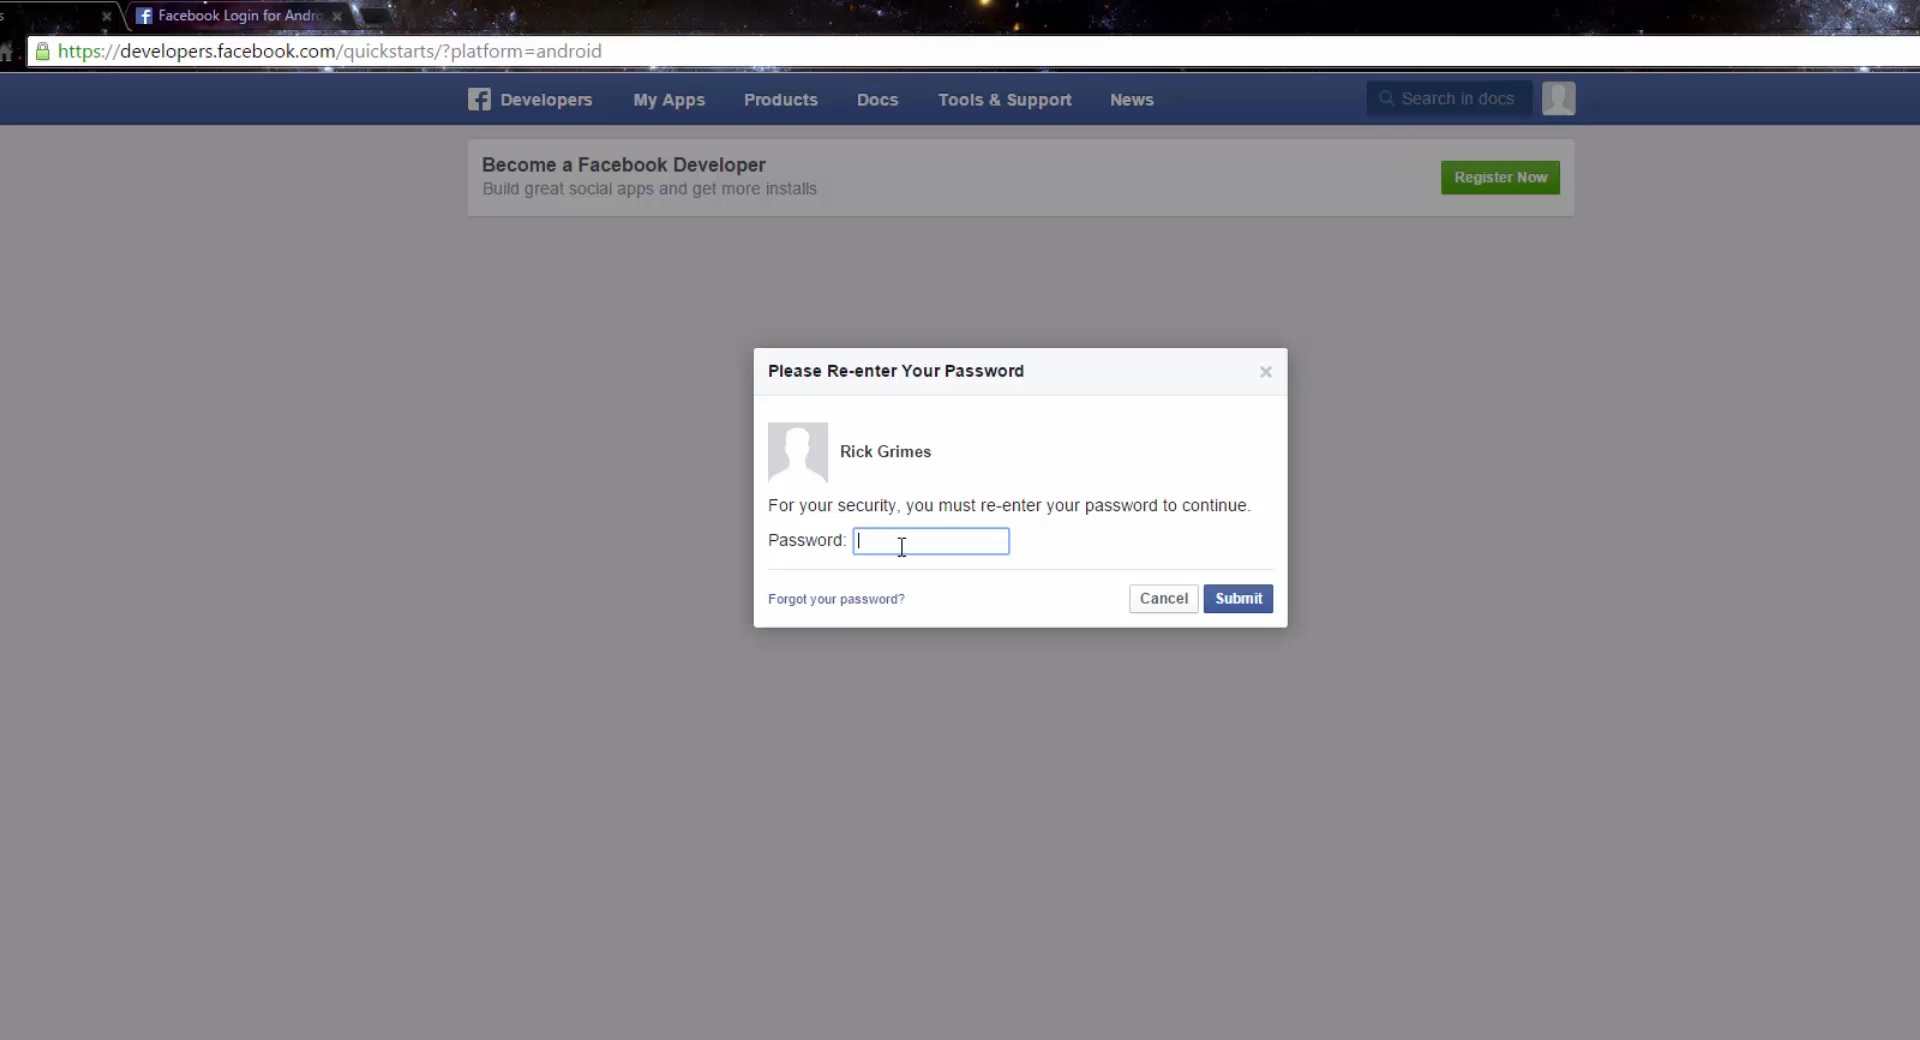 s
Facebook Login for Andro
https://developers.facebook.com/quickstarts/?platform=android
Developers My Apps Products Docs Tools & Support News Search in docs
Become a Facebook Developer
Build great social apps and get more installs
Register Now
Please Re-enter Your Password
Rick Grimes
For your security, you must re-enter your password to continue.
Password:
Forgot your password? Cancel Submit